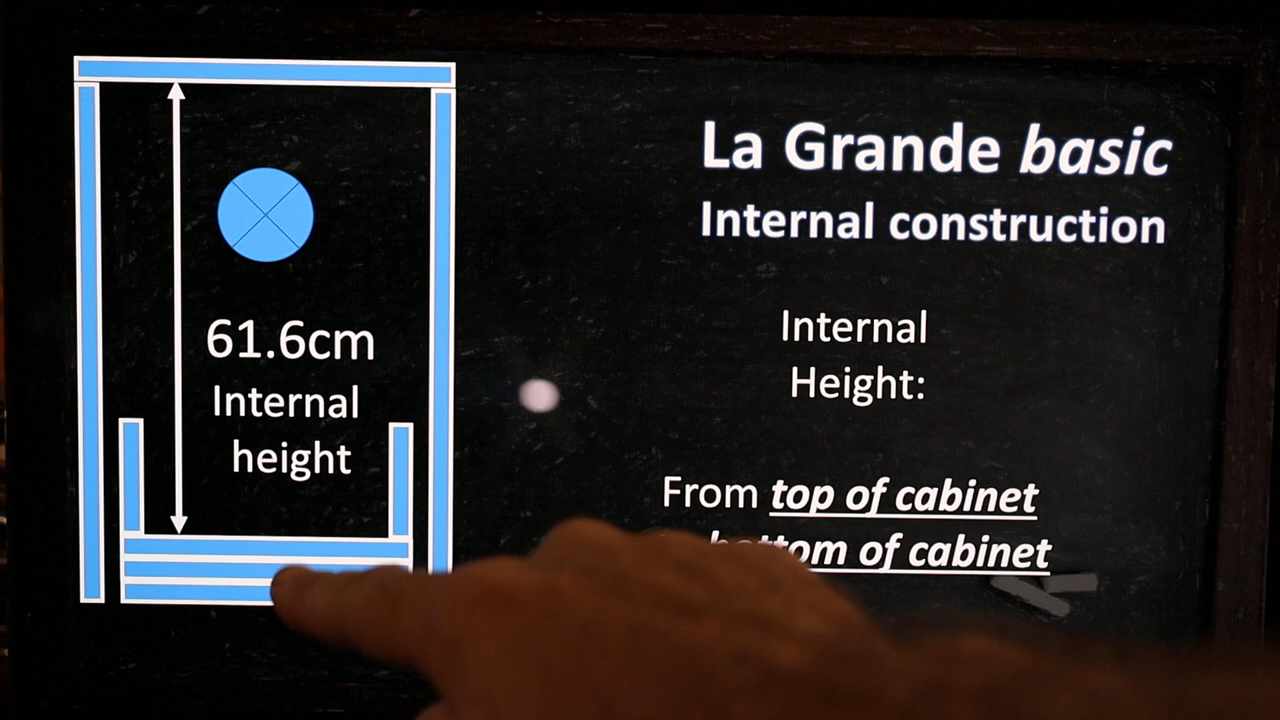 La Grande basic
Internal construction
61.6cm
Internal
height
Internal
Height:
From top of cabinet
bottom of cabinet